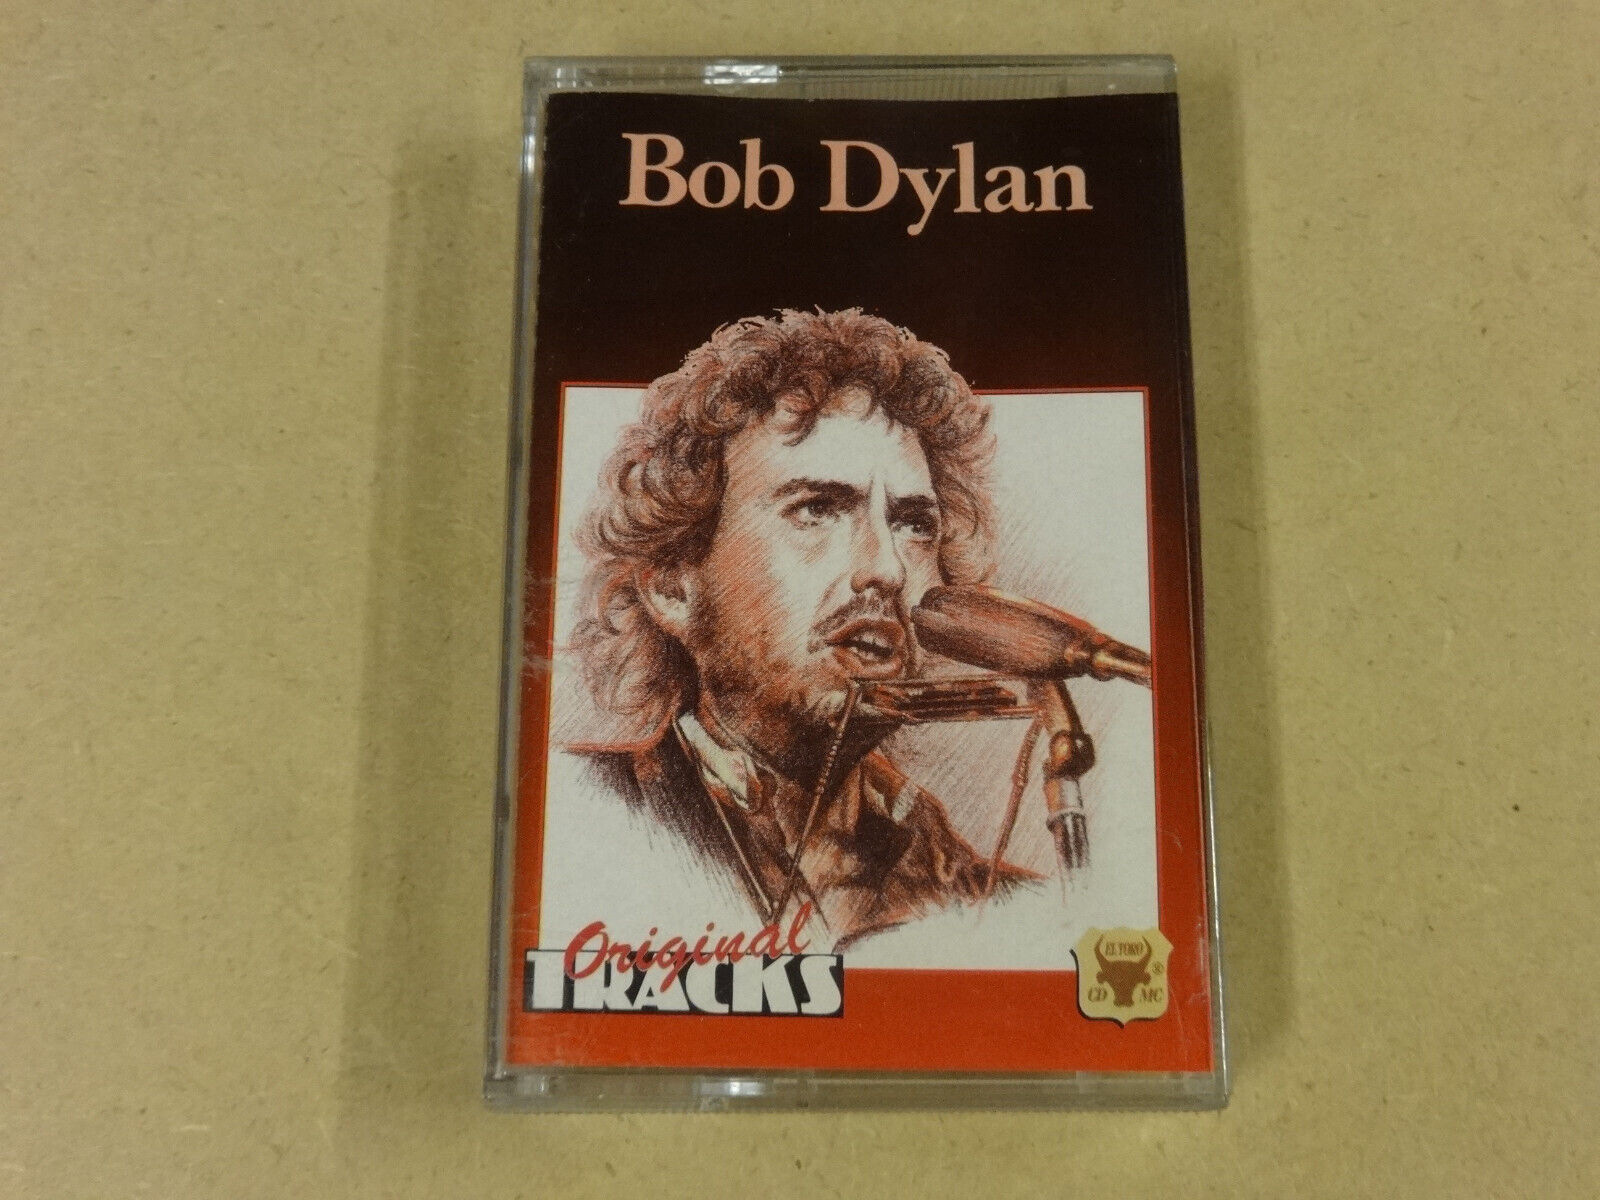 Bob Dylan
Original
TRACKS
EL TORO
®
CD MC